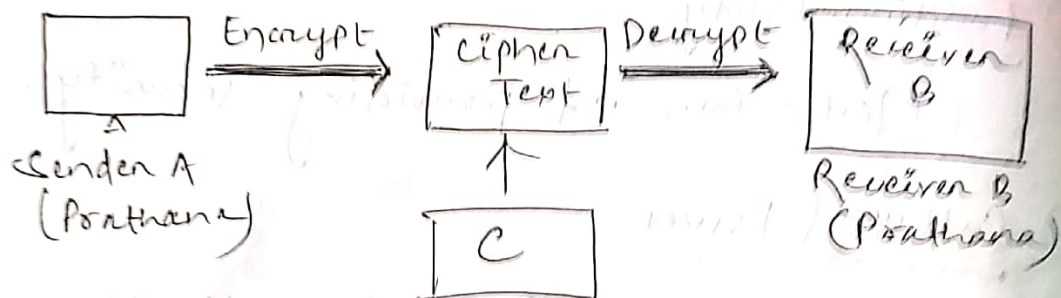 Encrypt
Cipher
Text
Decrypt
Receiver
B
A
Sender A
(Prathana)
Receiver B
(Prathana)
C